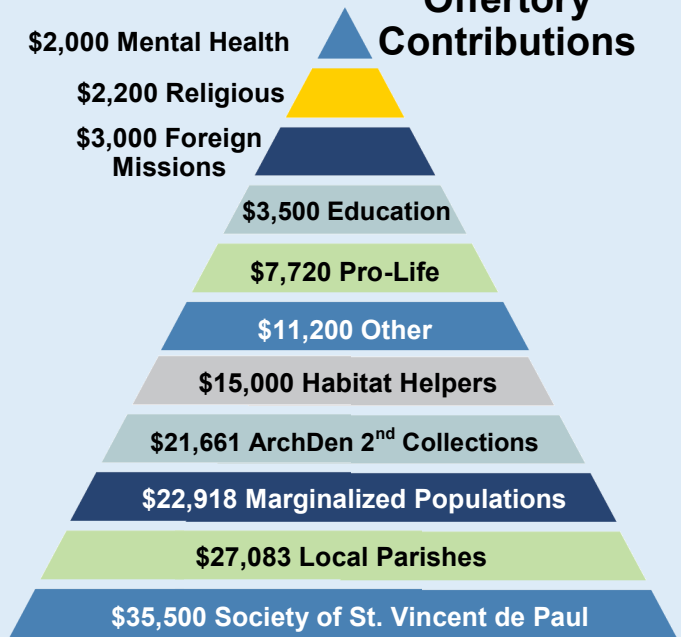 Offertory
Contributions
$2,000 Mental Health
$2,200 Religious
$3,000 Foreign
Missions
$3,500 Education
$7,720 Pro-Life
$11,200 Other
$15,000 Habitat Helpers
$21,661 ArchDen 2nd Collections
$22,918 Marginalized Populations
$27,083 Local Parishes
$35,500 Society of St. Vincent de Paul